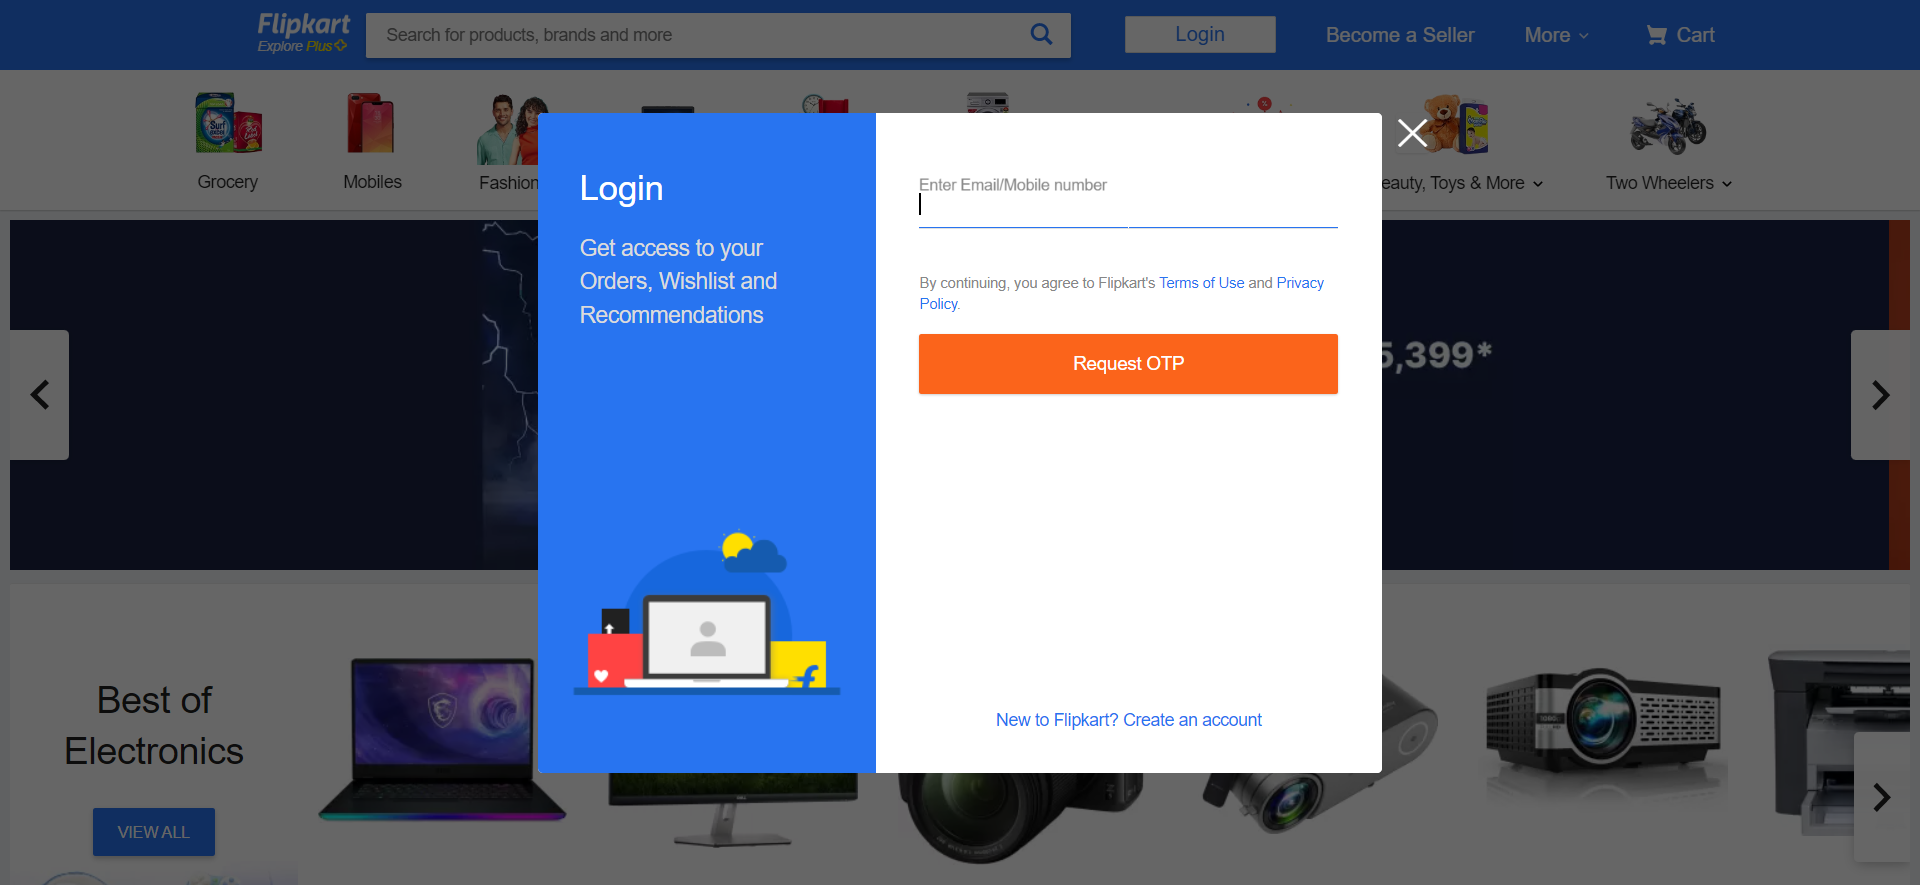 Flipkart
Explore Plus
Search for products, brands and more
Login
Become a Seller
More
Cart
Grocery
Mobiles
Fashion
eauty, Toys & More
Two Wheelers
Login
Get access to your
Orders, Wishlist and
Recommendations
Enter Email/Mobile number
By continuing, you agree to Flipkart's Terms of Use and Privacy
Policy.
Request OTP
New to Flipkart? Create an account
5,399*
Best of
Electronics
VIEW ALL